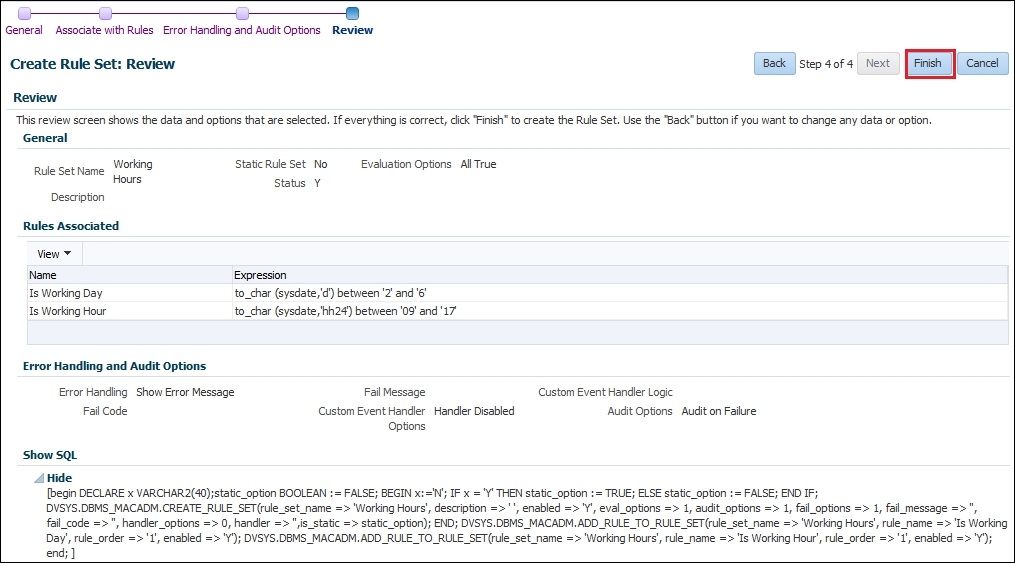 General Associate with Rules Error Handling and Audit Options Review
Create Rule Set: Review
Back Step 4 of 4 Next Finish Cancel
Review
This review screen shows the data and options that are selected. If everything is correct, click "Finish" to create the Rule Set. Use the "Back" button if you want to change any data or option.
General
Rule Set Name Working Hours Static Rule Set No Evaluation Options All True
Status Y
Description
Rules Associated
View
Name Expression
Is Working Day to_char (sysdate,'d') between '2' and '6'
Is Working Hour to_char (sysdate,'hh24') between '09' and '17'
Error Handling and Audit Options
Error Handling Show Error Message Fail Message Custom Event Handler Logic
Fail Code Custom Event Handler Options Handler Disabled Audit Options Audit on Failure
Show SQL
Hide
[begin DECLARE x VARCHAR2(40);static_option BOOLEAN := FALSE; BEGIN x:='N'; IF x = 'Y' THEN static_option := TRUE; ELSE static_option := FALSE; END IF;
DVSYS.DBMS_MACADM.CREATE_RULE_SET(rule_set_name => 'Working Hours', description => ' ', enabled => 'Y', eval_options => 1, audit_options => 1, fail_options => 1, fail_message => '',
fail_code => '', handler_options => 0, handler => '',is_static => static_option); END; DVSYS.DBMS_MACADM.ADD_RULE_TO_RULE_SET(rule_set_name => 'Working Hours', rule_name => 'Is Working
Day', rule_order => '1', enabled => 'Y'); DVSYS.DBMS_MACADM.ADD_RULE_TO_RULE_SET(rule_set_name => 'Working Hours', rule_name => 'Is Working Hour', rule_order => '1', enabled => 'Y');
end; ]